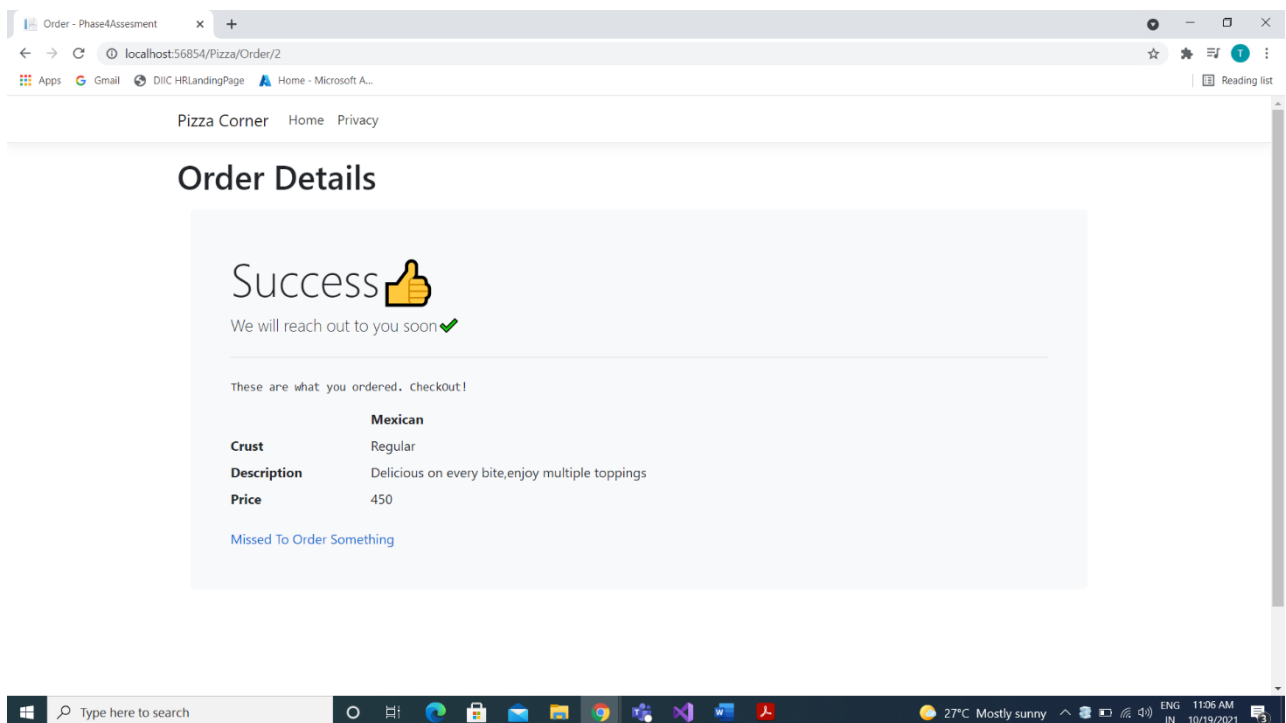 Order - Phase4Assesment
localhost:56854/Pizza/Order/2
Apps Gmail DIIC HRLandingPage Home - Microsoft A... Reading list
Pizza Corner Home Privacy
Order Details
Success👍
We will reach out to you soon✔
These are what you ordered. CheckOut!
Mexican
Crust Regular
Description Delicious on every bite,enjoy multiple toppings
Price 450
Missed To Order Something
Type here to search 27°C Mostly sunny ENG 11:06 AM
IN 10/19/2021